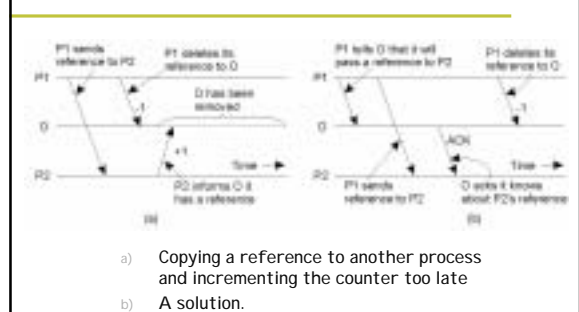 P1 sends
reference to P2
P1 deletes its
reference to O
O has been
removed
P1
-1
O
+1
Time
P2
P2 informs O it
has a reference
(a)
P1 tells O that it will
pass a reference to P2
P1 deletes its
reference to O
P1
-1
O
ACK
Time
P2
P1 sends
reference to P2
O acks it knows
about P2's reference
(b)
a) Copying a reference to another process
and incrementing the counter too late
b) A solution.